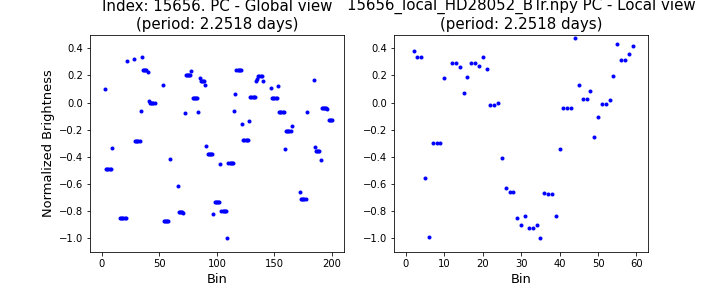 Index: 15656. PC - Global view
(period: 2.2518 days)
15656_local_HD28052_BTr.npy PC - Local view
(period: 2.2518 days)
Normalized Brightness
0.4
0.2
0.0
−0.2
−0.4
−0.6
−0.8
−1.0
0 50 100 150 200
Bin
0.4
0.2
0.0
−0.2
−0.4
−0.6
−0.8
−1.0
0 10 20 30 40 50 60
Bin